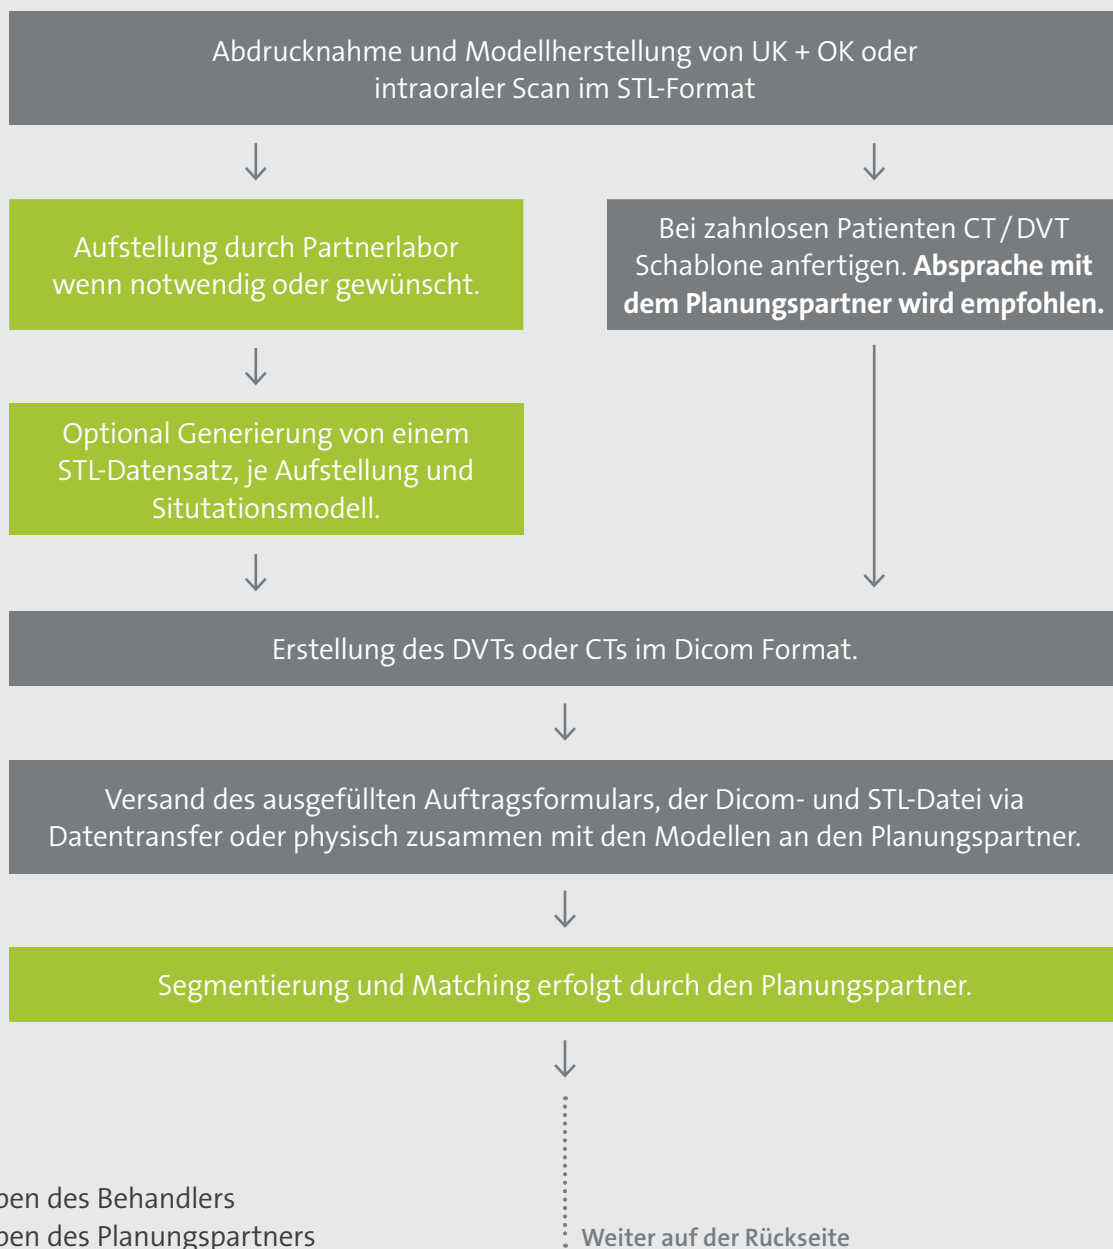 Abdrucknahme und Modellherstellung von UK + OK oder
intraoraler Scan im STL-Format
Aufstellung durch Partnerlabor
wenn notwendig oder gewünscht.
Bei zahnlosen Patienten CT / DVT
Schablone anfertigen. Absprache mit
dem Planungspartner wird empfohlen.
Optional Generierung von einem
STL-Datensatz, je Aufstellung und
Situtationsmodell.
Erstellung des DVTs oder CTs im Dicom Format.
Versand des ausgefüllten Auftragsformulars, der Dicom- und STL-Datei via
Datentransfer oder physisch zusammen mit den Modellen an den Planungspartner.
Segmentierung und Matching erfolgt durch den Planungspartner.
des Behandlers
des Planungspartners
Weiter auf der Rückseite